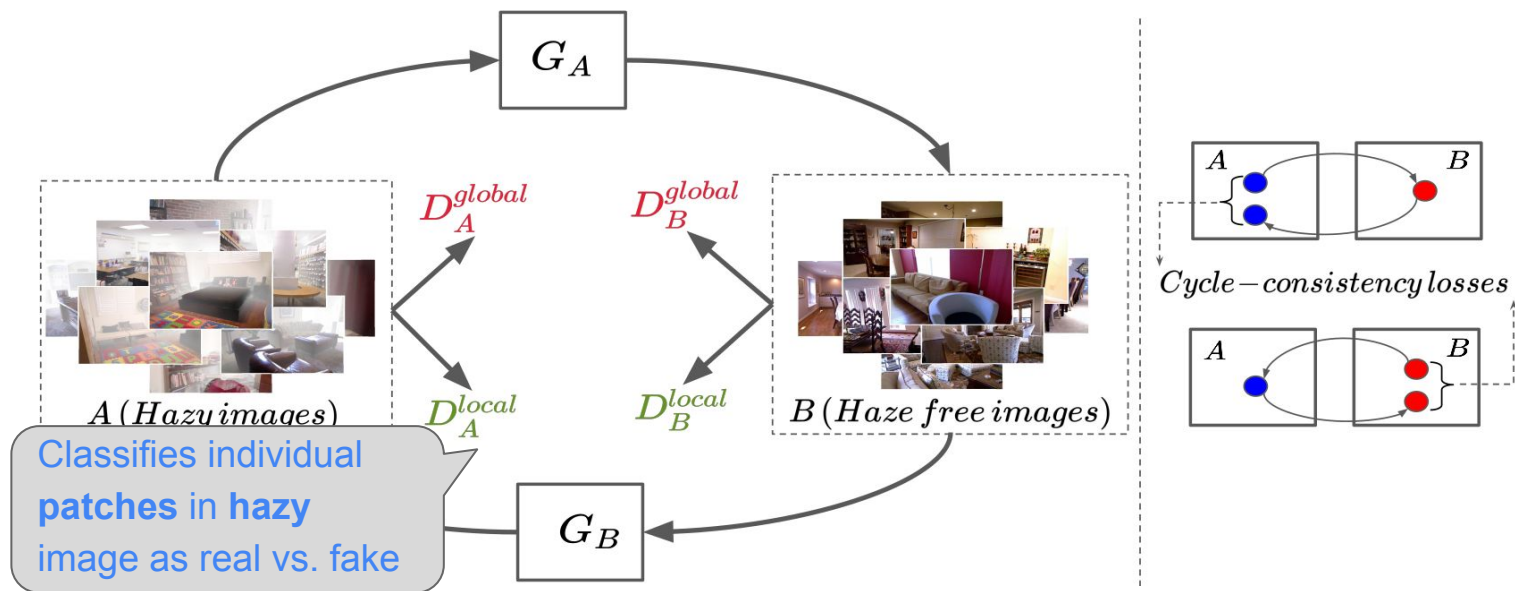 G_A
D_A^{global}
D_B^{global}
A (Hazy images)
D_A^{local}
D_B^{local}
B (Haze free images)
Classifies individual
patches in hazy
image as real vs. fake
G_B
A
B
Cycle-consistency losses
A
B